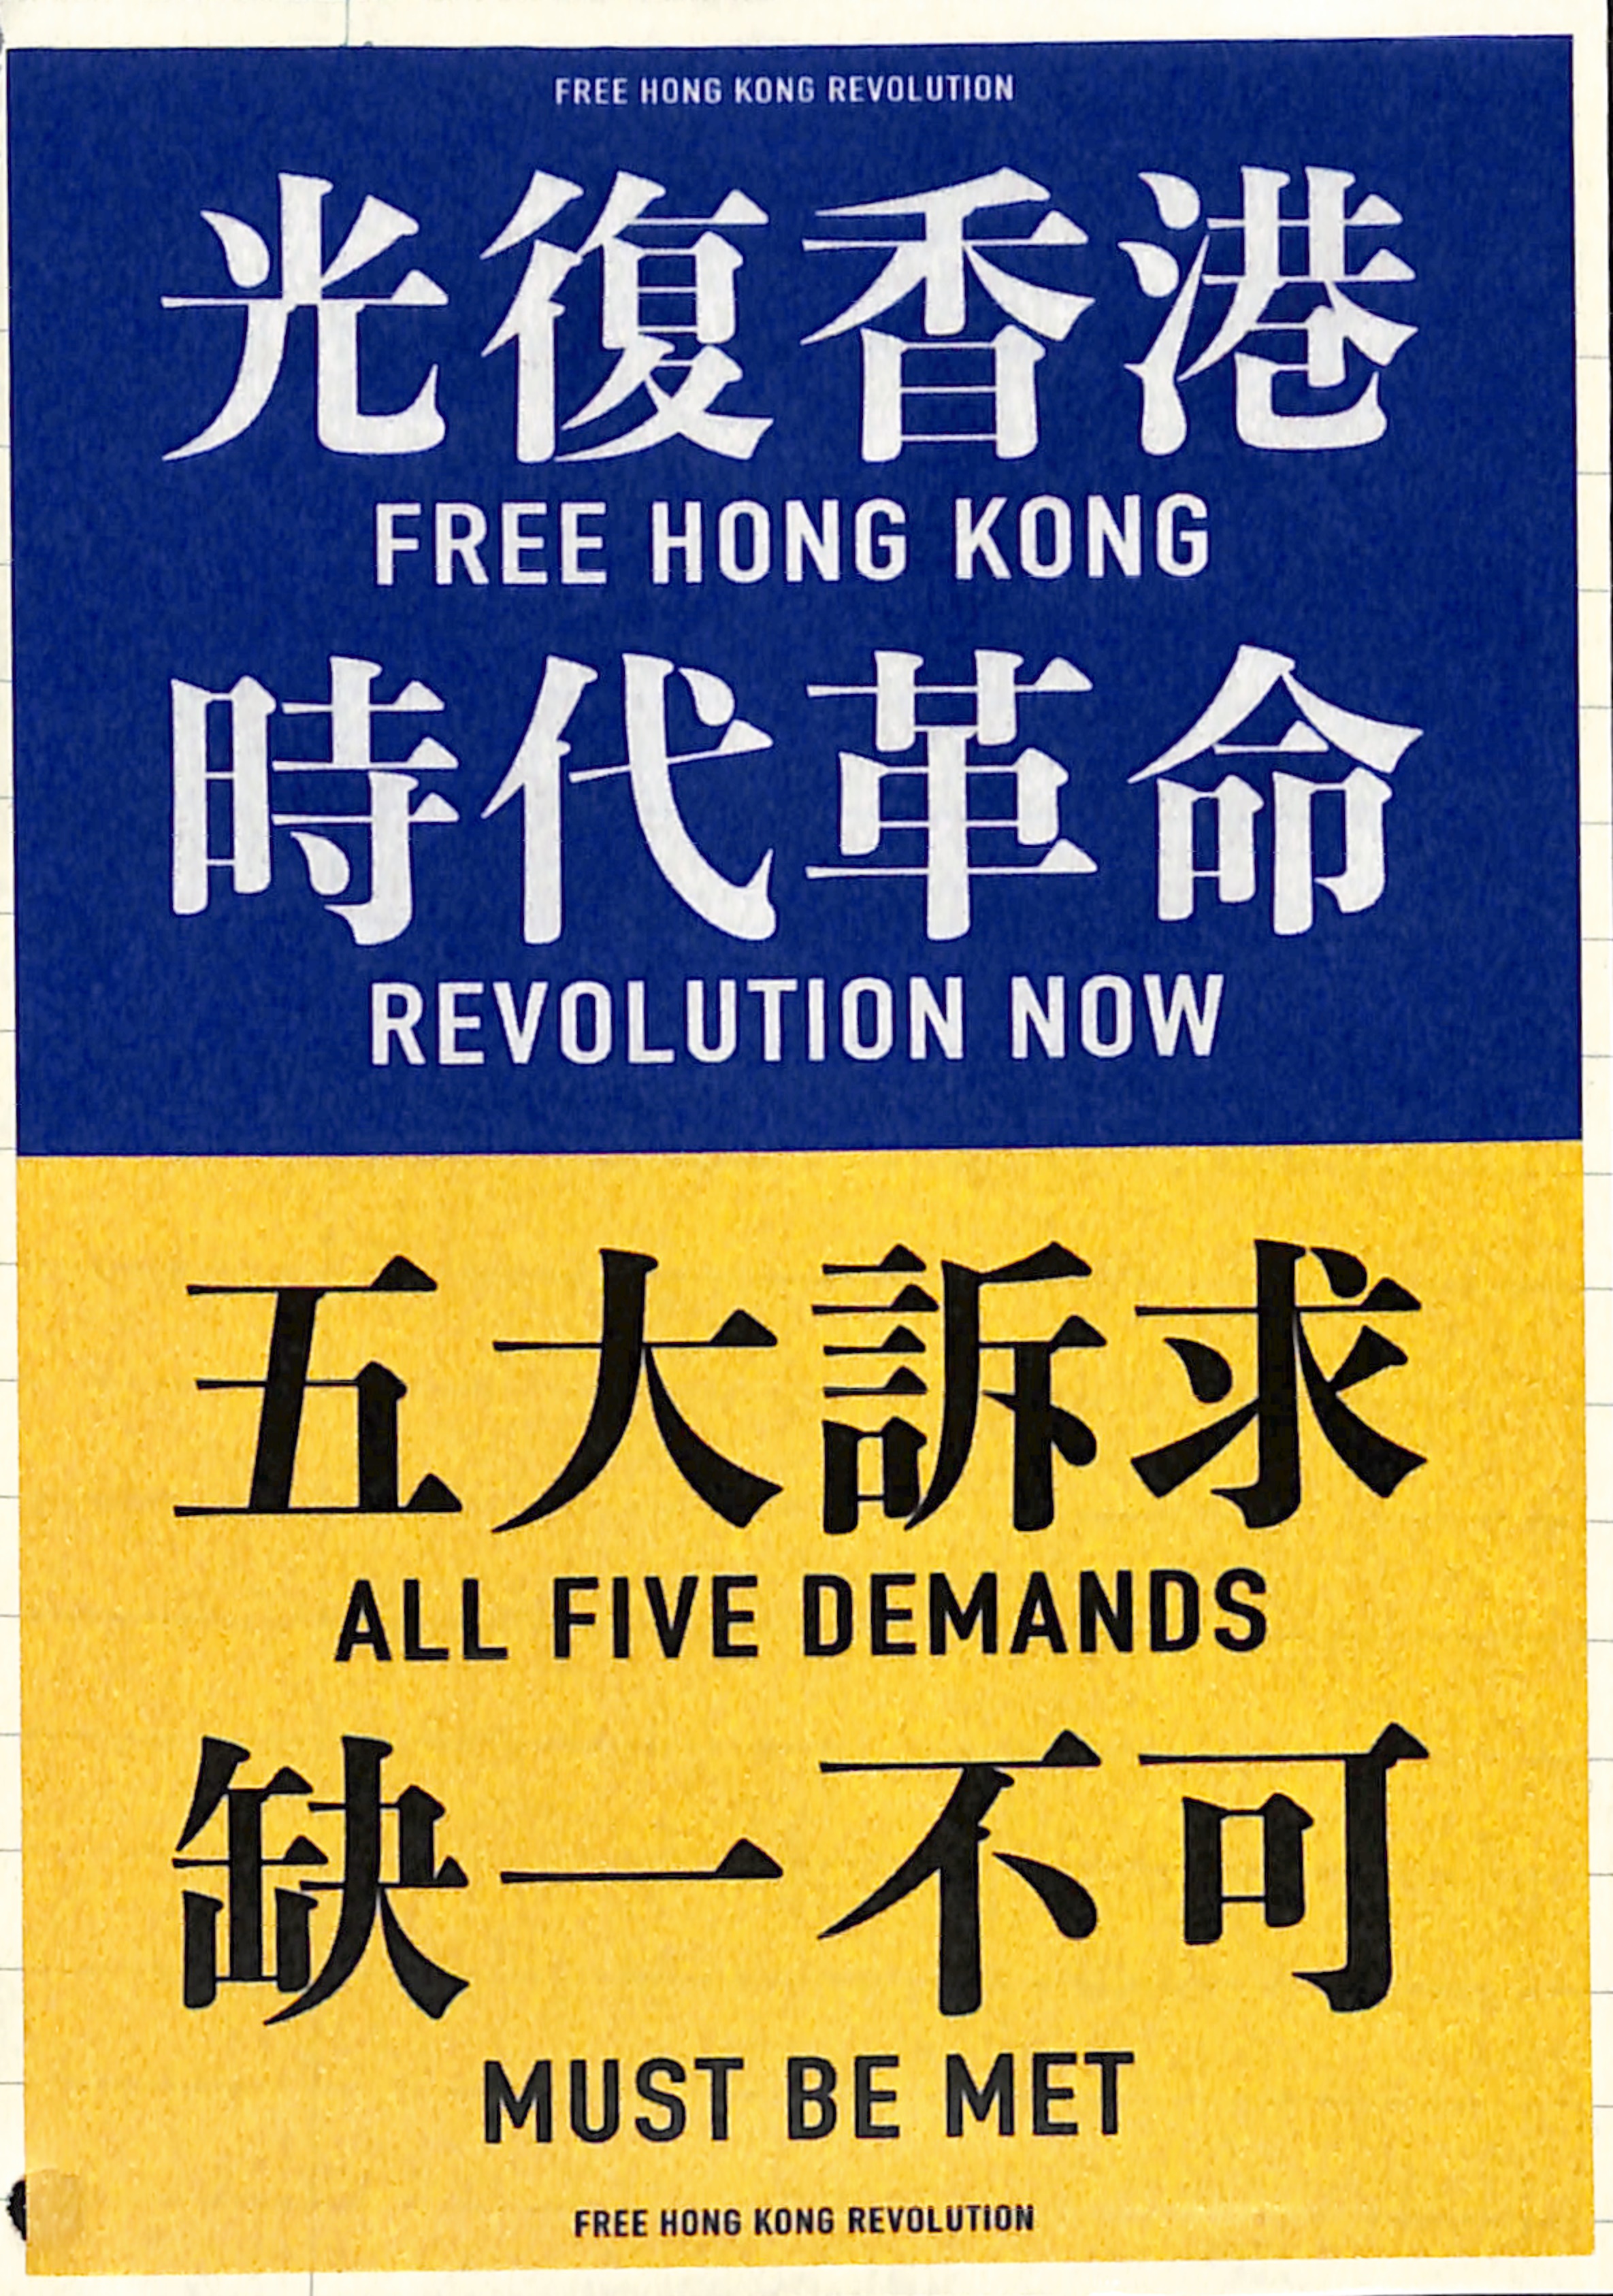 FREE HONG KONG REVOLUTION
光復香港
FREE HONG KONG
時代革命
REVOLUTION NOW
五大訴求
ALL FIVE DEMANDS
缺一不可
MUST BE MET
FREE HONG KONG REVOLUTION